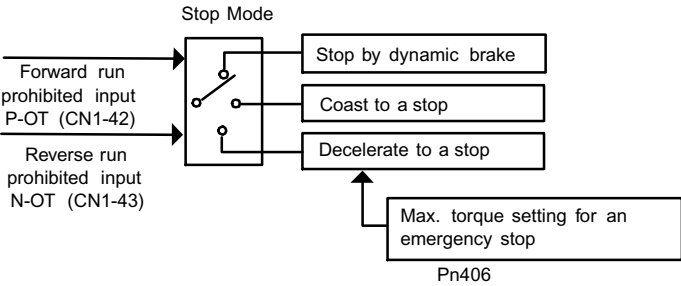 Stop Mode
Forward run
prohibited input
P-OT (CN1-42)
Reverse run
prohibited input
N-OT (CN1-43)
Stop by dynamic brake
Coast to a stop
Decelerate to a stop
Max. torque setting for an
emergency stop
Pn406